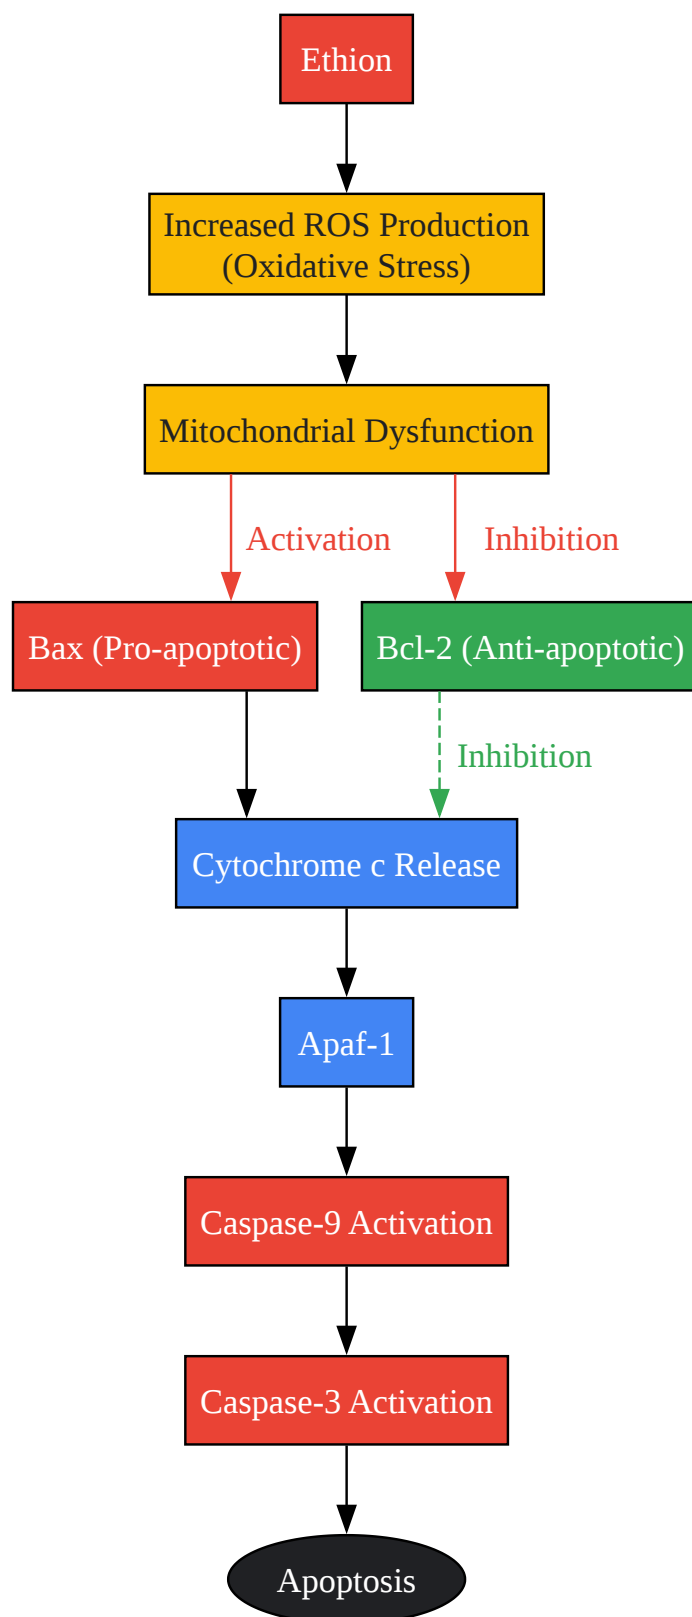 Ethion
Increased ROS Production
(Oxidative Stress)
Mitochondrial Dysfunction
Activation
Inhibition
Bax (Pro-apoptotic)
Bcl-2 (Anti-apoptotic)
Inhibition
Cytochrome c Release
Apaf-1
Caspase-9 Activation
Caspase-3 Activation
Apoptosis